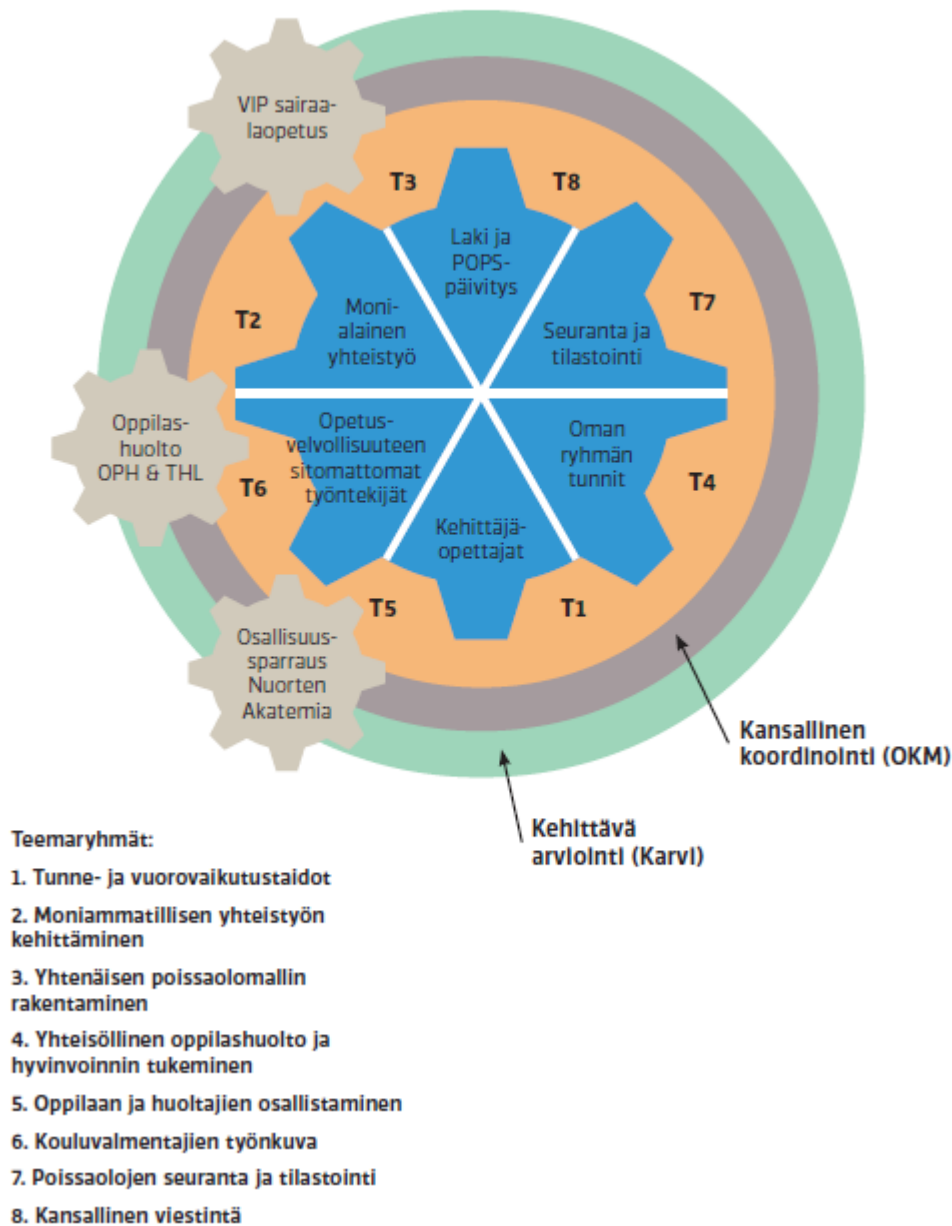 VIP sairaa-
laopetus
T3
T8
Laki ja
POPS-
päivitys
T2
Moni-
alainen
yhteistyö
Seuranta ja
tilastointi
T7
Oppilas-
huolto
OPH & THL
T6
Opetus-
velvollisuuteen
sitomattomat
työntekijät
Oman
ryhmän
tunnit
T4
Kehittäjä-
opettajat
T5
T1
Osallisuus-
sparraus
Nuorten
Akatemia
Kansallinen
koordinointi (OKM)
Kehittävä
arviointi (Karvi)
Teemaryhmät:
1. Tunne- ja vuorovaikutustaidot
2. Moniammatillisen yhteistyön
kehittäminen
3. Yhtenäisen poissaolomallin
rakentaminen
4. Yhteisöllinen oppilashuolto ja
hyvinvoinnin tukeminen
5. Oppilaan ja huoltajien osallistaminen
6. Kouluvalmentajien työnkuva
7. Poissaolojen seuranta ja tilastointi
8. Kansallinen viestintä